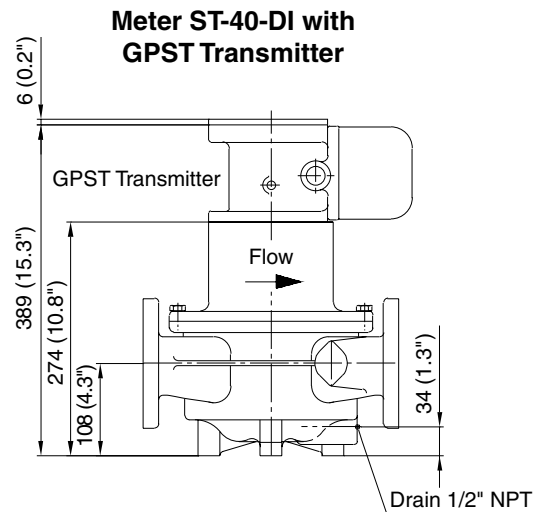 Meter ST-40-DI with
GPST Transmitter
6 (0.2")
GPST Transmitter
389 (15.3")
274 (10.8")
108 (4.3")
Flow
34 (1.3")
Drain 1/2" NPT